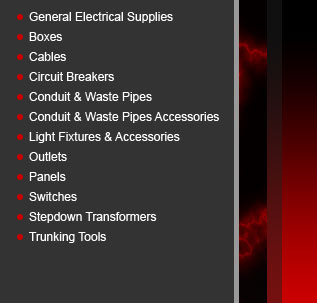 General Electrical Supplies
Boxes
Cables
Circuit Breakers
Conduit & Waste Pipes
Conduit & Waste Pipes Accessories
Light Fixtures & Accessories
Outlets
Panels
Switches
Stepdown Transformers
Trunking Tools